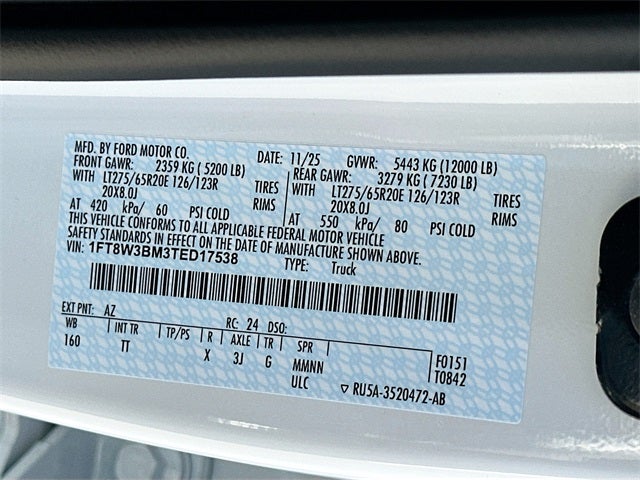 MFD. BY FORD MOTOR CO. DATE: 11/25 GVWR: 5443 KG (12000 LB)
FRONT GAWR: 2359 KG ( 5200 LB) REAR GAWR: 3279 KG ( 7230 LB)
WITH LT275/65R20E 126/123R TIRES WITH LT275/65R20E 126/123R TIRES
20X8.0J RIMS 20X8.0J RIMS
AT 420 kPa/ 60 PSI COLD AT 550 kPa/ 80 PSI COLD
THIS VEHICLE CONFORMS TO ALL APPLICABLE FEDERAL MOTOR VEHICLE
SAFETY STANDARDS IN EFFECT ON THE DATE OF MANUFACTURE SHOWN ABOVE.
VIN: 1FT8W3BM3TED17538 TYPE: Truck
EXT PNT: AZ RC: 24 DSO:
WB INT TR TP/PS R AXLE TR SPR F0151
160 TT X 3J G MMNN T0842
ULC ▽ RU5A-3520472-AB